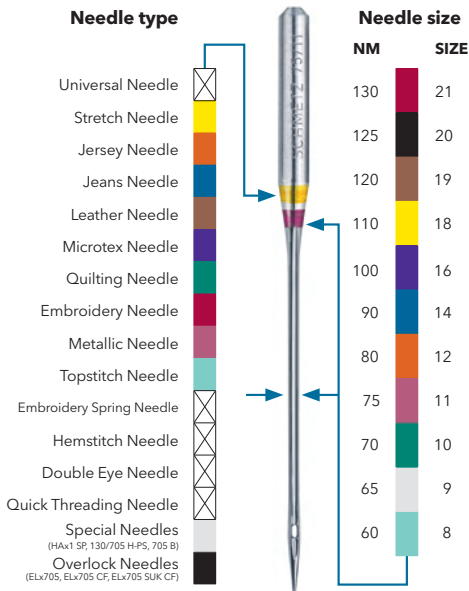 Needle type
Universal Needle
Stretch Needle
Jersey Needle
Jeans Needle
Leather Needle
Microtex Needle
Quilting Needle
Embroidery Needle
Metallic Needle
Topstitch Needle
Embroidery Spring Needle
Hemstitch Needle
Double Eye Needle
Quick Threading Needle
Special Needles
(HAx1 SP, 130/705 H-PS, 705 B)
Overlock Needles
(ELx705, ELx705 CF, ELx705 SUK CF)
SCHMETZ 75/11
Needle size
NM SIZE
130 21
125 20
120 19
110 18
100 16
90 14
80 12
75 11
70 10
65 9
60 8